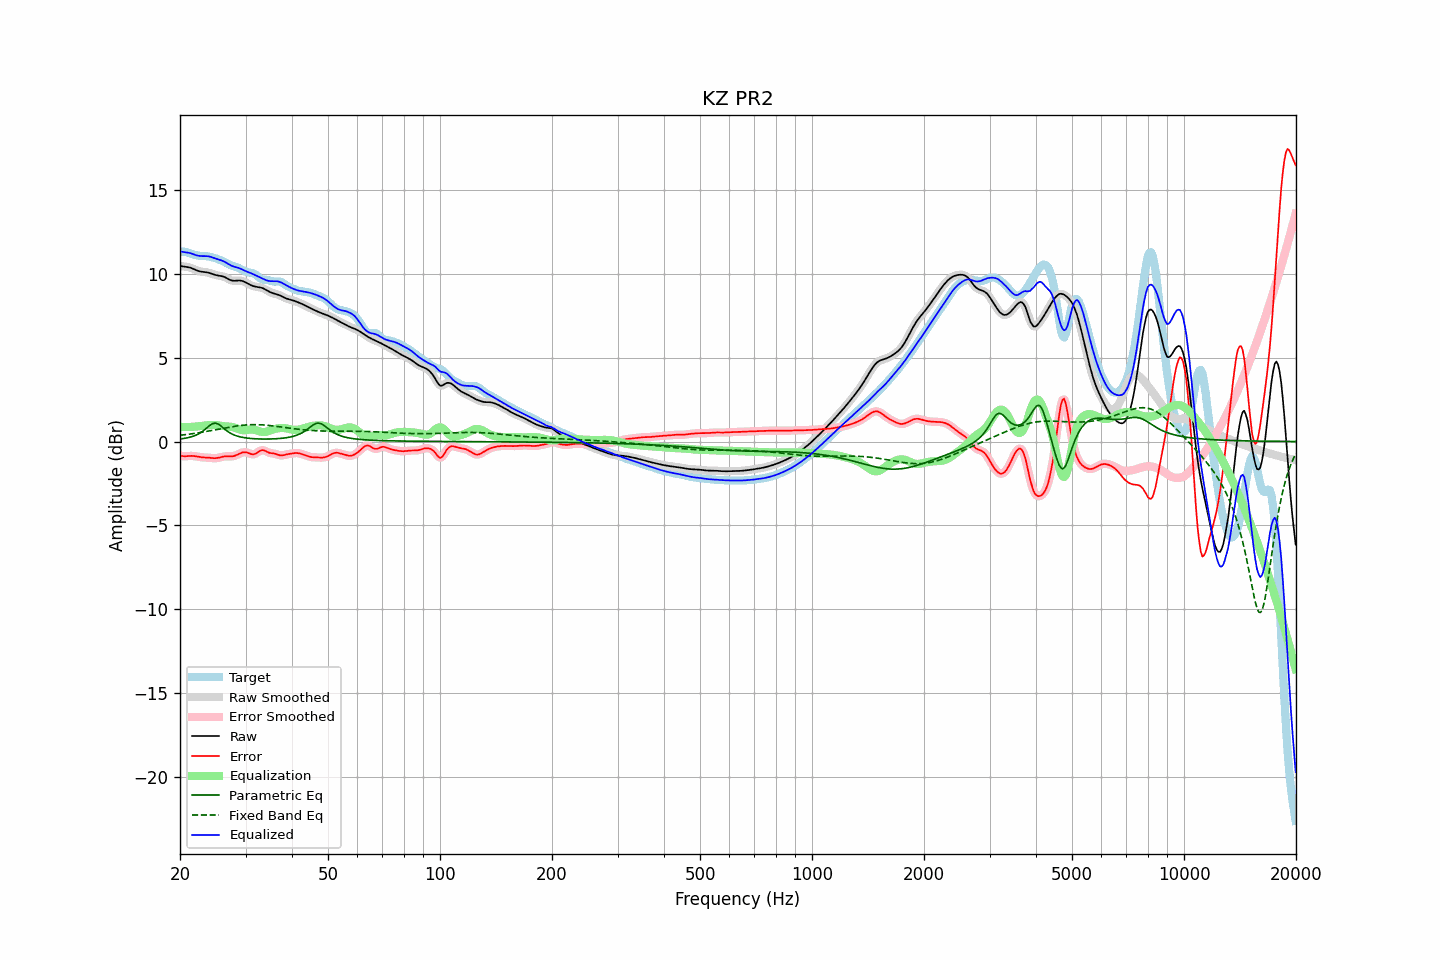 KZ PR2
Amplitude (dBr)
15
10
5
0
−5
−10
−15
−20
Target
Raw Smoothed
Error Smoothed
Raw
Error
Equalization
Parametric Eq
Fixed Band Eq
Equalized
20 50 100 200 500 1000 2000 5000 10000 20000
Frequency (Hz)